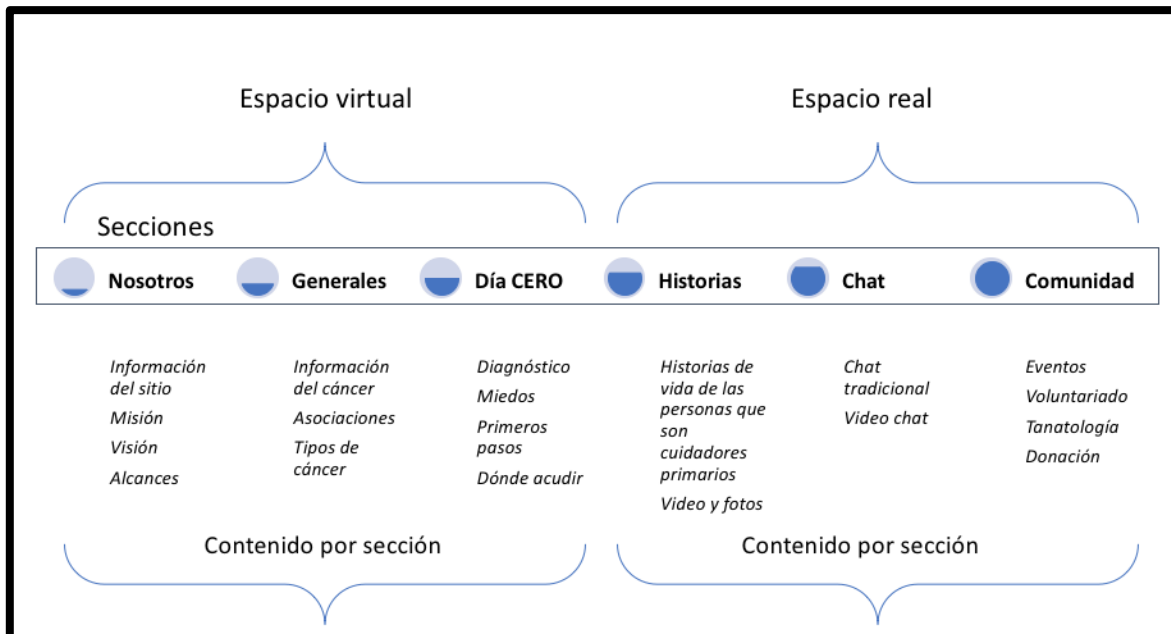 Espacio virtual
Espacio real
Secciones
Nosotros
Generales
Día CERO
Historias
Chat
Comunidad
Información
del sitio
Misión
Visión
Alcances
Información
del cáncer
Asociaciones
Tipos de
cáncer
Diagnóstico
Miedos
Primeros
pasos
Dónde acudir
Historias de
vida de las
personas que
son
cuidadores
primarios
Video y fotos
Chat
tradicional
Video chat
Eventos
Voluntariado
Tanatología
Donación
Contenido por sección
Contenido por sección